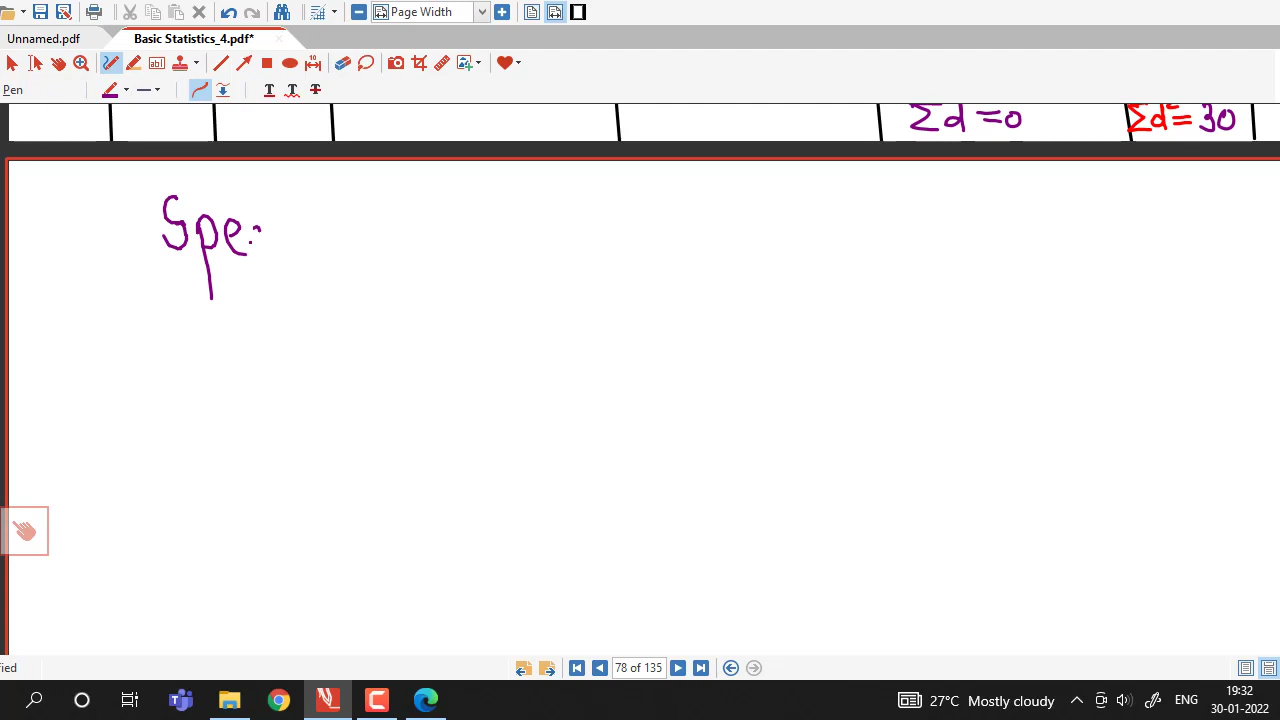 Page Width
Unnamed.pdf
Basic Statistics_4.pdf*
Pen
Σd =0
Σd²= 30
Spe
78 of 135
27°C Mostly cloudy
ENG
19:32
30-01-2022